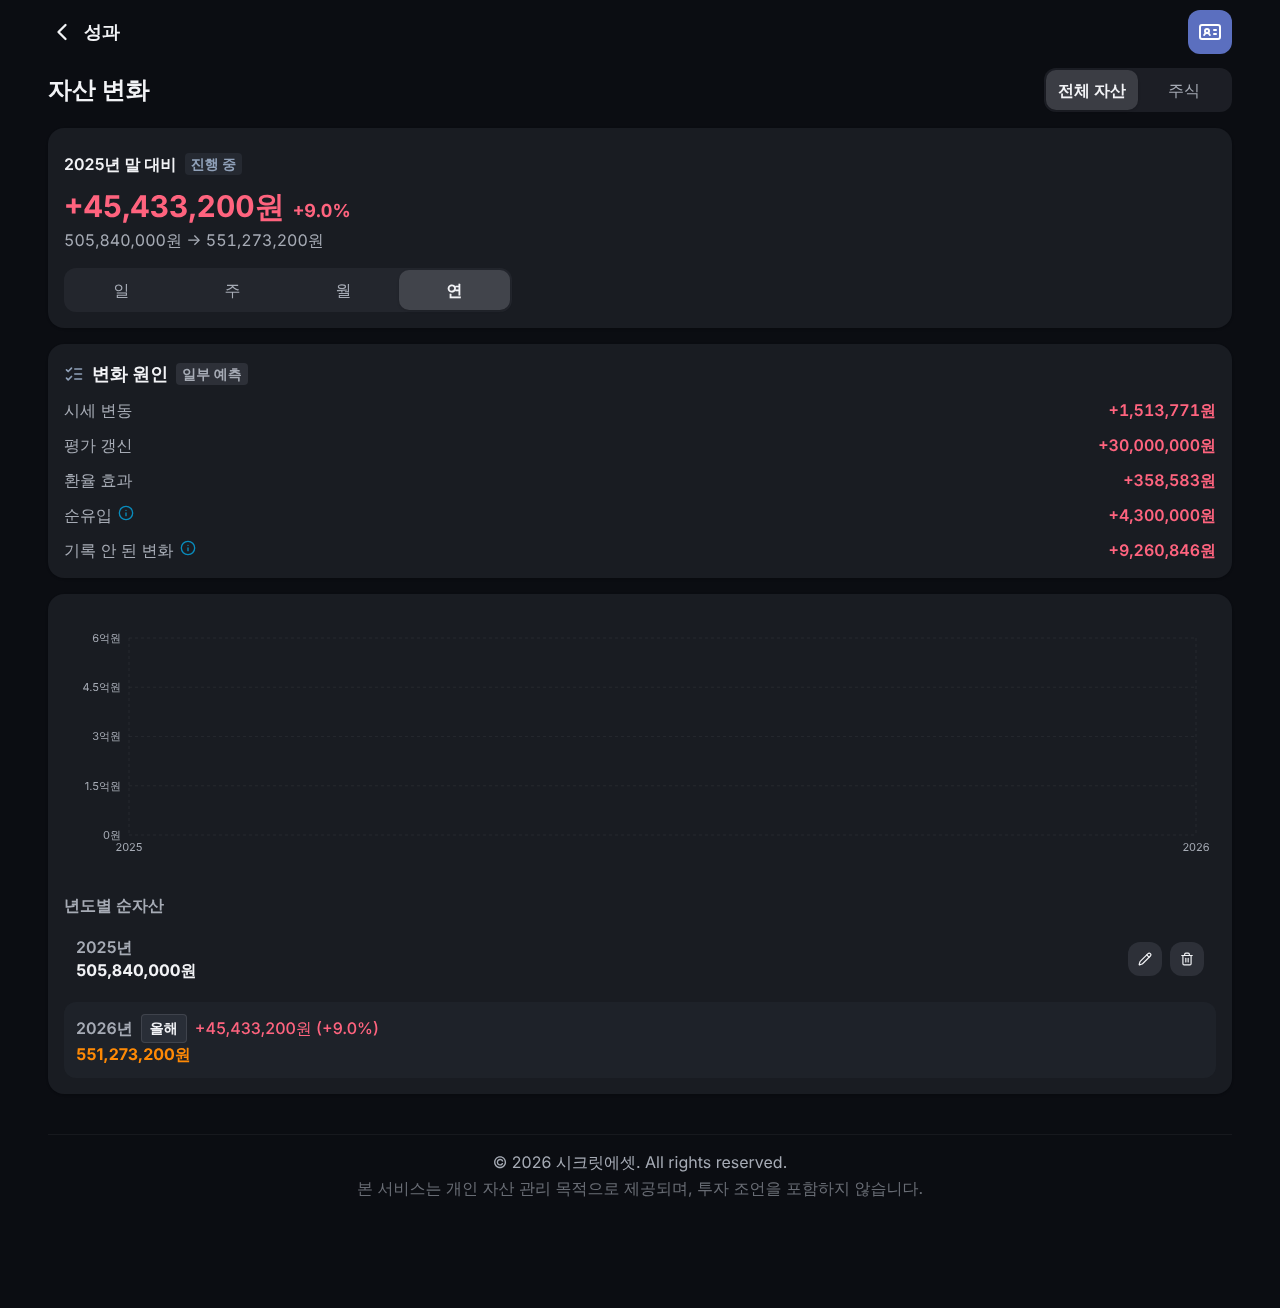 성과
자산 변화
전체 자산 주식
2025년 말 대비 진행 중
+45,433,200원 +9.0%
505,840,000원 → 551,273,200원
일 주 월 연
변화 원인 일부 예측
시세 변동 +1,513,771원
평가 갱신 +30,000,000원
환율 효과 +358,583원
순유입 +4,300,000원
기록 안 된 변화 +9,260,846원
6억원
4.5억원
3억원
1.5억원
0원
2025 2026
년도별 순자산
2025년
505,840,000원
2026년 올해 +45,433,200원 (+9.0%)
551,273,200원
© 2026 시크릿에셋. All rights reserved.
본 서비스는 개인 자산 관리 목적으로 제공되며, 투자 조언을 포함하지 않습니다.